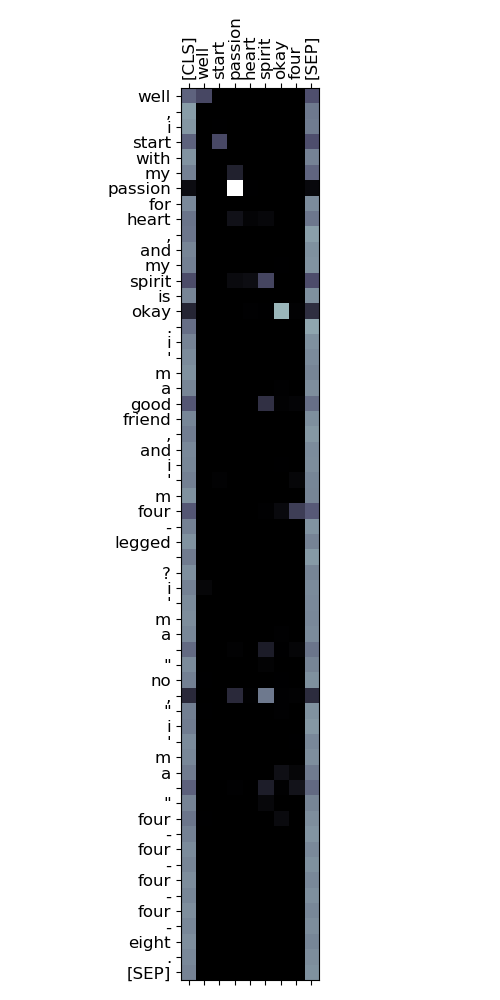 [CLS]
well
start
passion
heart
spirit
okay
four
[SEP]
well
,
i
start
with
my
passion
for
heart
,
and
my
spirit
is
okay
.
i
'
m
a
good
friend
,
and
i
'
m
four
-
legged
?
i
'
m
a
"
no
,
"
i
'
m
a
"
four
-
four
-
four
-
four
-
eight
.
[SEP]